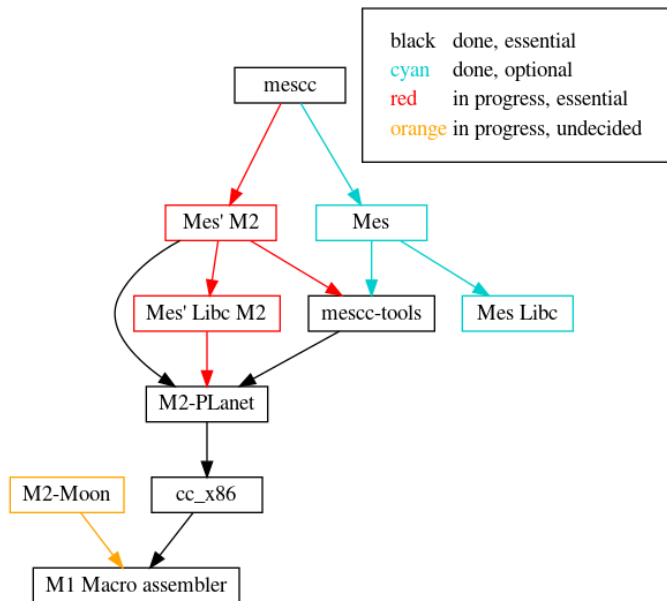 black done, essential
cyan done, optional
red in progress, essential
orange in progress, undecided
mescc
Mes' M2
Mes
Mes' Libc M2
mescc-tools
Mes Libc
M2-PLanet
M2-Moon
cc_x86
M1 Macro assembler